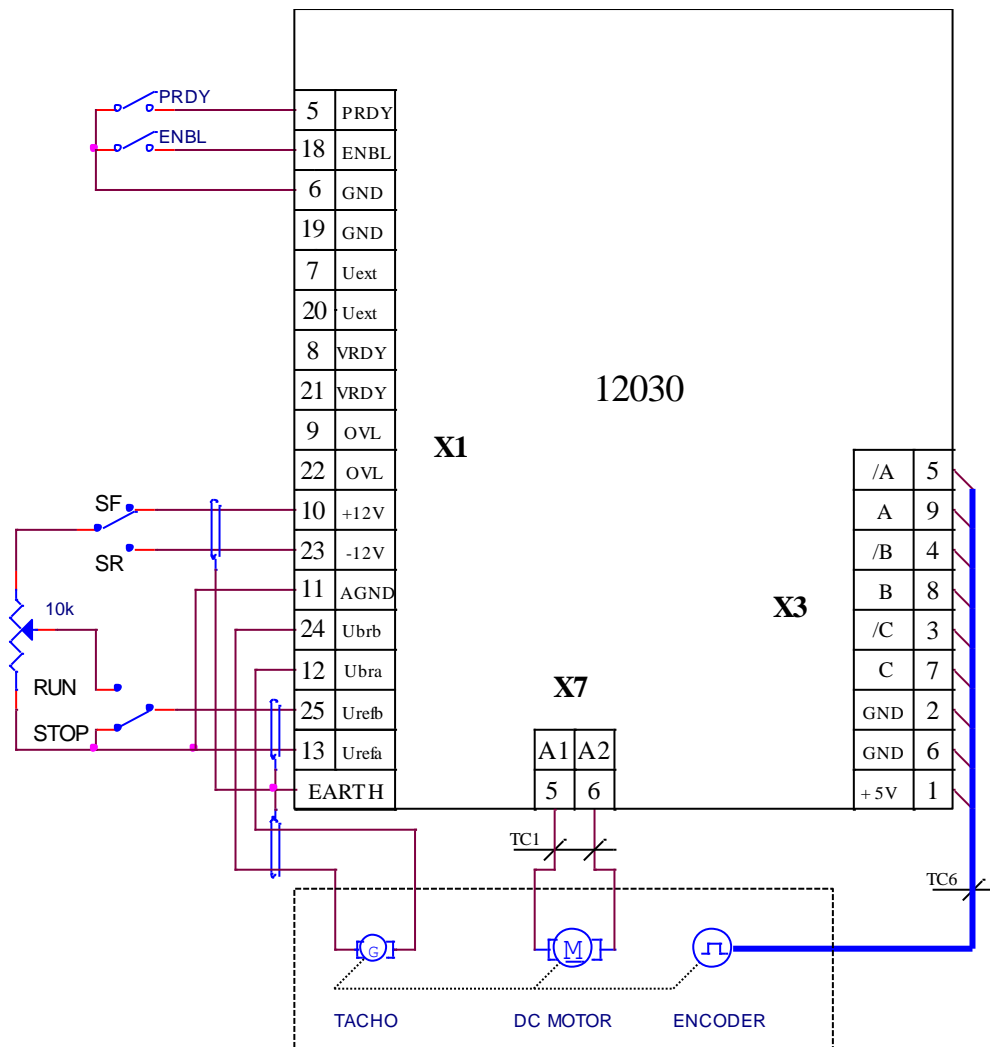 PRDY
5 PRDY
ENBL
18 ENBL
6 GND
19 GND
7 Uext
20 Uext
8 VRDY
12030
21 VRDY
9 OVL
X1
22 OVL
/A 5
SF
10 +12V
A 9
SR
23 -12V
/B 4
11 AGND
B 8
X3
10k
24 Ubrb
/C 3
12 Ubra
C 7
RUN
X7
25 Urefb
GND 2
STOP
13 Urefa
A1 A2
GND 6
EARTH
5 6
+5V 1
TC1
TC6
G
M
TACHO DC MOTOR ENCODER